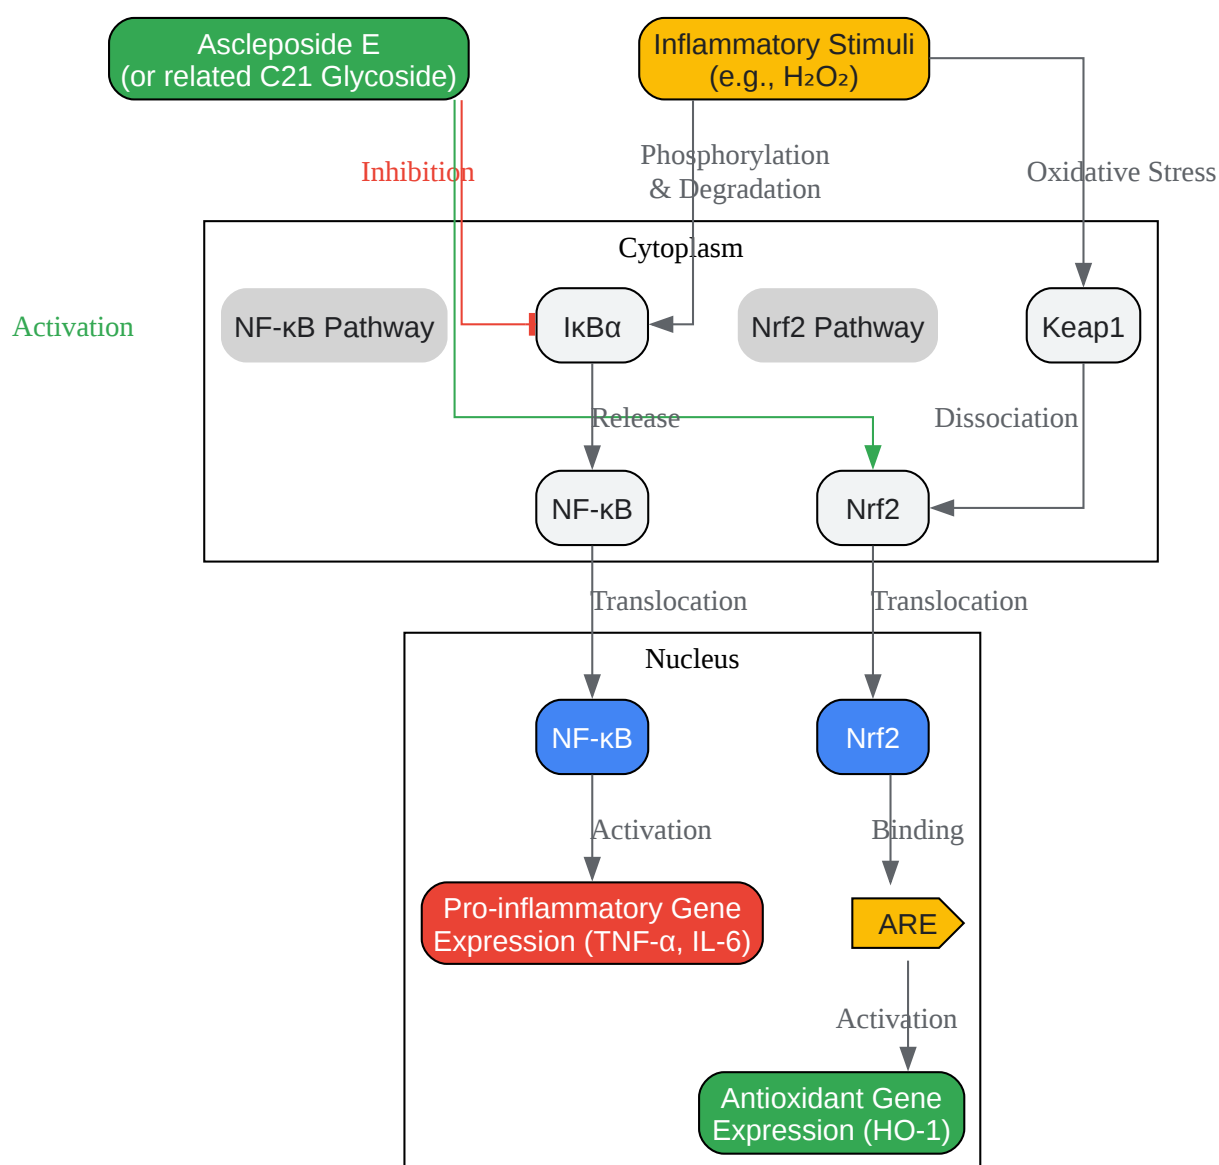 Ascleposide E
(or related C21 Glycoside)
Inflammatory Stimuli
(e.g., H₂O₂)
Inhibition
Phosphorylation
& Degradation
Oxidative Stress
Cytoplasm
Activation
NF-κB Pathway
IκBα
Nrf2 Pathway
Keap1
Release
Dissociation
NF-κB
Nrf2
Translocation
Translocation
Nucleus
NF-κB
Nrf2
Activation
Binding
Pro-inflammatory Gene
Expression (TNF-α, IL-6)
ARE
Activation
Antioxidant Gene
Expression (HO-1)